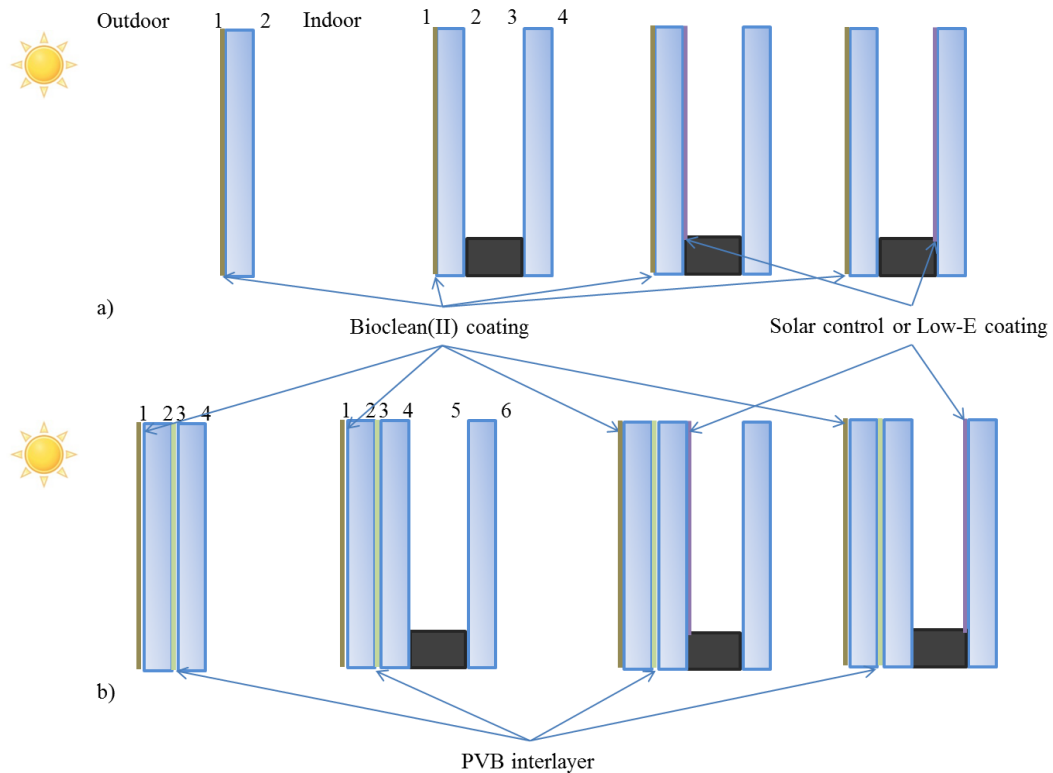 Outdoor 1 2 Indoor 1 2 3 4
a)
Bioclean(II) coating
Solar control or Low-E coating
1 2 3 4 1 2 3 4 5 6
b)
PVB interlayer